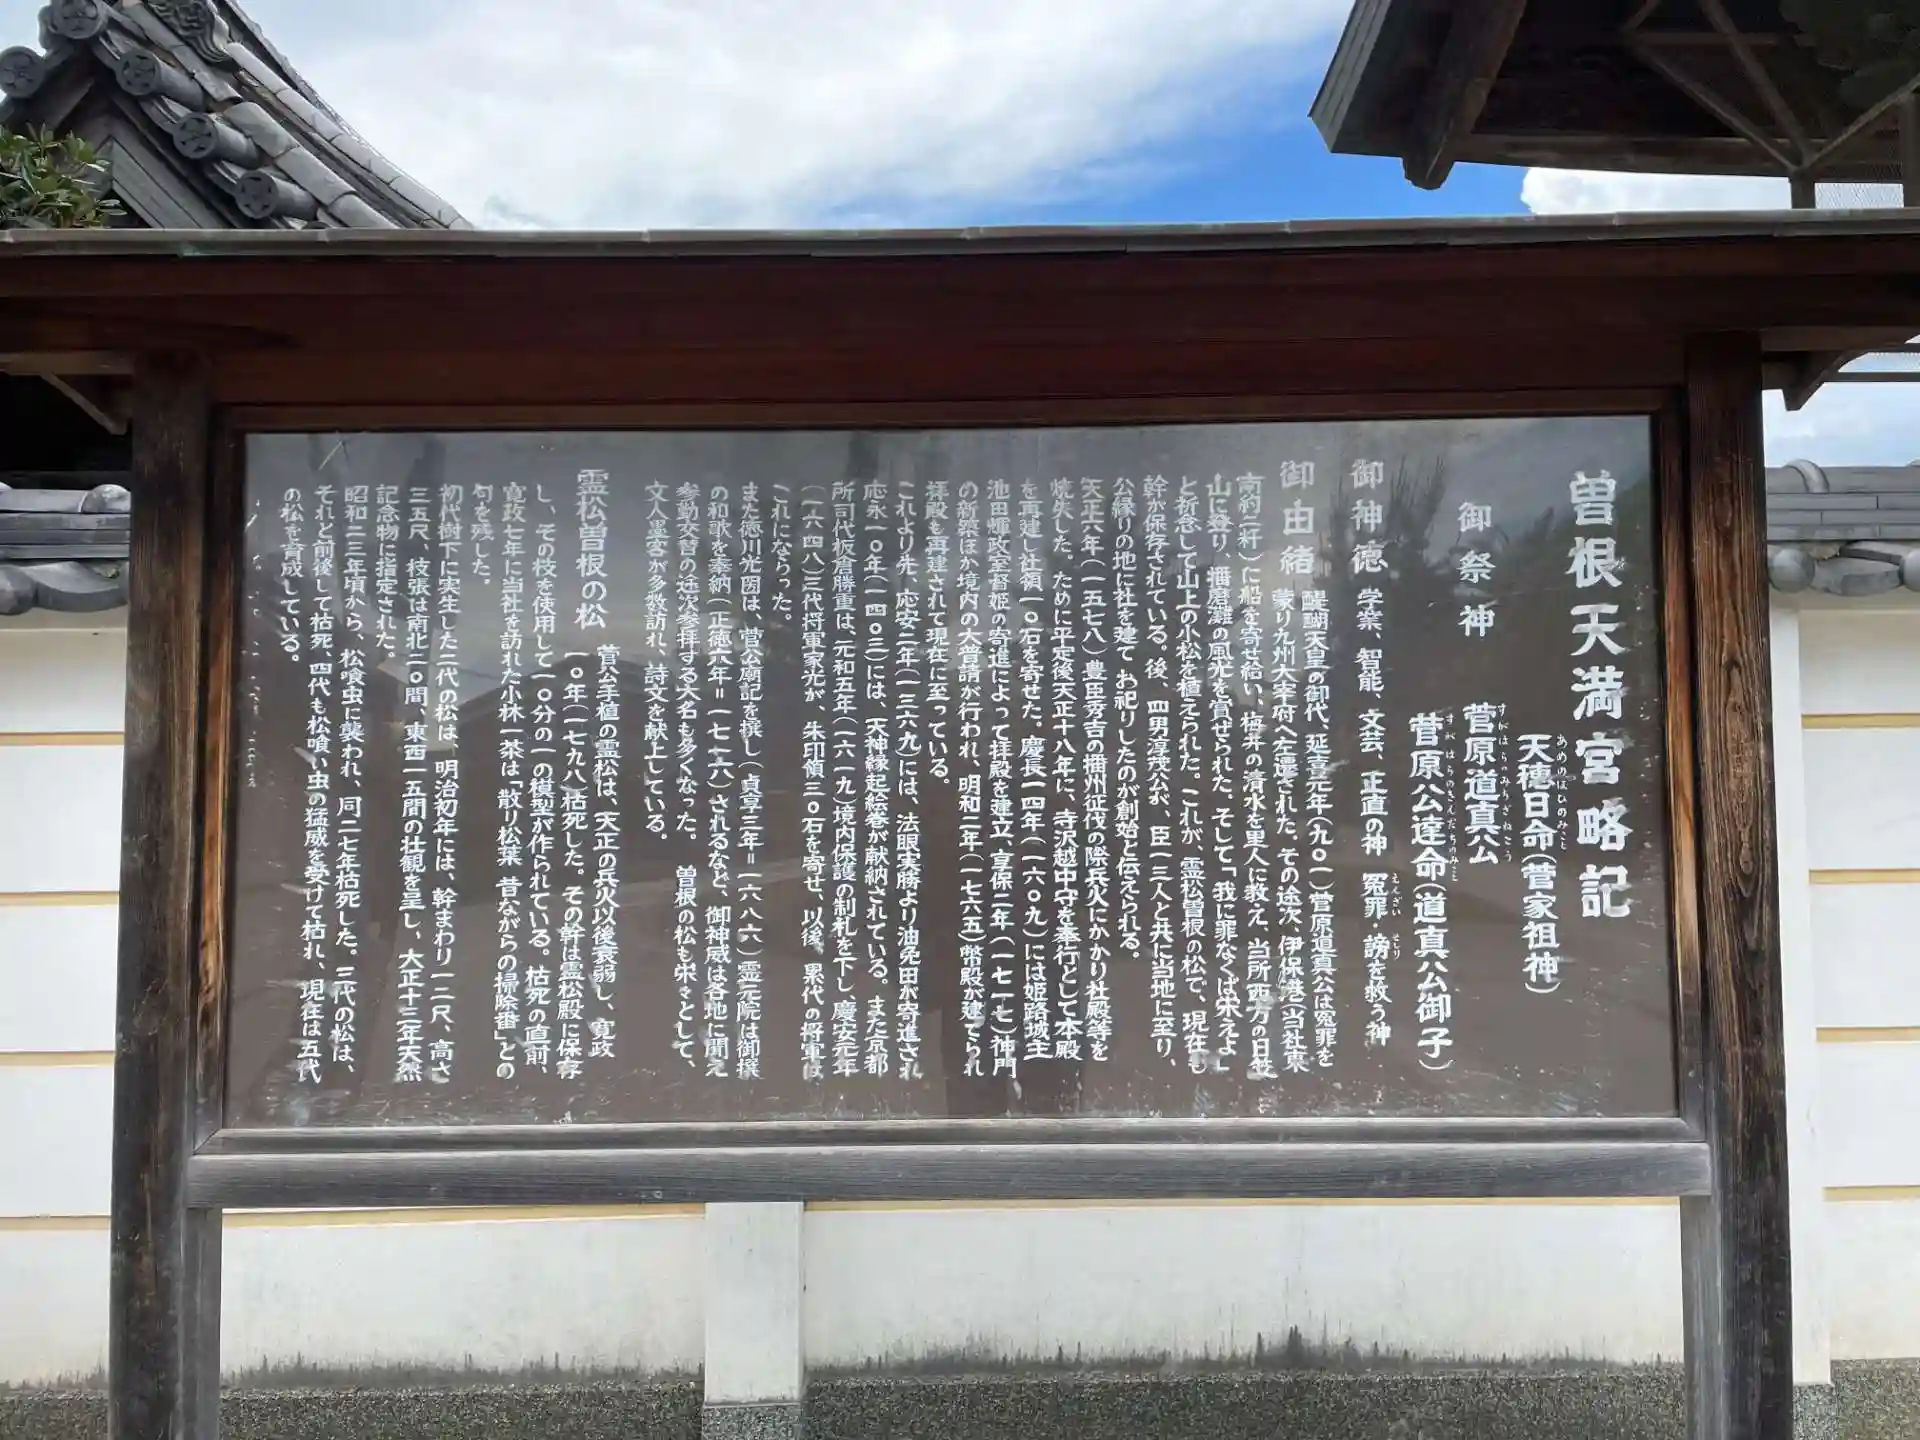 曽根天満宮略記
御祭神
天穂日命(菅家祖神)
あめのほひのみこと
菅原道真公
すがはらのみちざねこう
菅原公達命(道真公御子)
すがはらのきんだちのみこと
御神徳 学業、智能、文芸、正直の神 冤罪・謗を救う神
えんざい そしり
御由緒 醍醐天皇の御代、延喜元年(九〇一)菅原道真公は冤罪を
蒙り九州大宰府へ左遷された。その途次、伊保港(当社東
南約二粁)に船を寄せ給い、梅井の清水を里人に教え、当所西方の日笠
山に登り、播磨灘の風光を賞せられた。そして「我に罪なくば栄えよ」
と祈念して山上の小松を植えられた。これが、霊松曽根の松で、現在も
幹が保存されている。後、四男淳茂公が、臣一三人と共に当地に至り、
公縁りの地に社を建て お祀りしたのが創始と伝えられる。
天正六年(一五七八)豊臣秀吉の播州征伐の際兵火にかかり社殿等を
焼失した。ために平定後天正十八年に、寺沢越中守を奉行として本殿
を再建し社領一〇石を寄せた。慶長一四年(一六〇九)には姫路城主
池田輝政室督姫の寄進によって拝殿を建立、享保二年(一七一七)神門
の新築ほか境内の大普請が行われ、明和二年(一七六五)幣殿が建てられ
拝殿も再建されて現在に至っている。
これより先、応安二年(一三六九)には、法眼実勝より油免田が寄進され
応永一〇年(一四〇三)には、天神縁起絵巻が献納されている。また京都
所司代板倉勝重は、元和五年(一六一九)境内保護の制札を下し慶安元年
(一六四八)三代将軍家光が、朱印領三〇石を寄せ、以後、累代の将軍は
これにならった。
また徳川光圀は、菅公廟記を撰し(貞享三年=一六八六)霊元院は御撰
の和歌を奉納(正徳六年=一七一六)されるなど、御神威は各地に聞え
参勤交替の途次参拝する大名も多くなった。 曽根の松も栄々として、
文人墨客が多数訪れ、詩文を献上している。
霊松曽根の松 菅公手植の霊松は、天正の兵火以後衰弱し、寛政
一〇年(一七九八)枯死した。その幹は霊松殿に保存
し、その枝を使用して一〇分の一の模型が作られている。枯死の直前、
寛政七年に当社を訪れた小林一茶は「散り松葉 昔ながらの掃除番」との
句を残した。
初代樹下に実生した二代の松は、明治初年には、幹まわり一二尺、高さ
三五尺、枝張は南北二〇間、東西一五間の壮観を呈し、大正十三年天然
記念物に指定された。
昭和二三年頃から、松喰虫に襲われ、同二七年枯死した。三代の松は、
それと前後して枯死、四代も松喰い虫の猛威を受けて枯れ、現在は五代
の松を育成している。